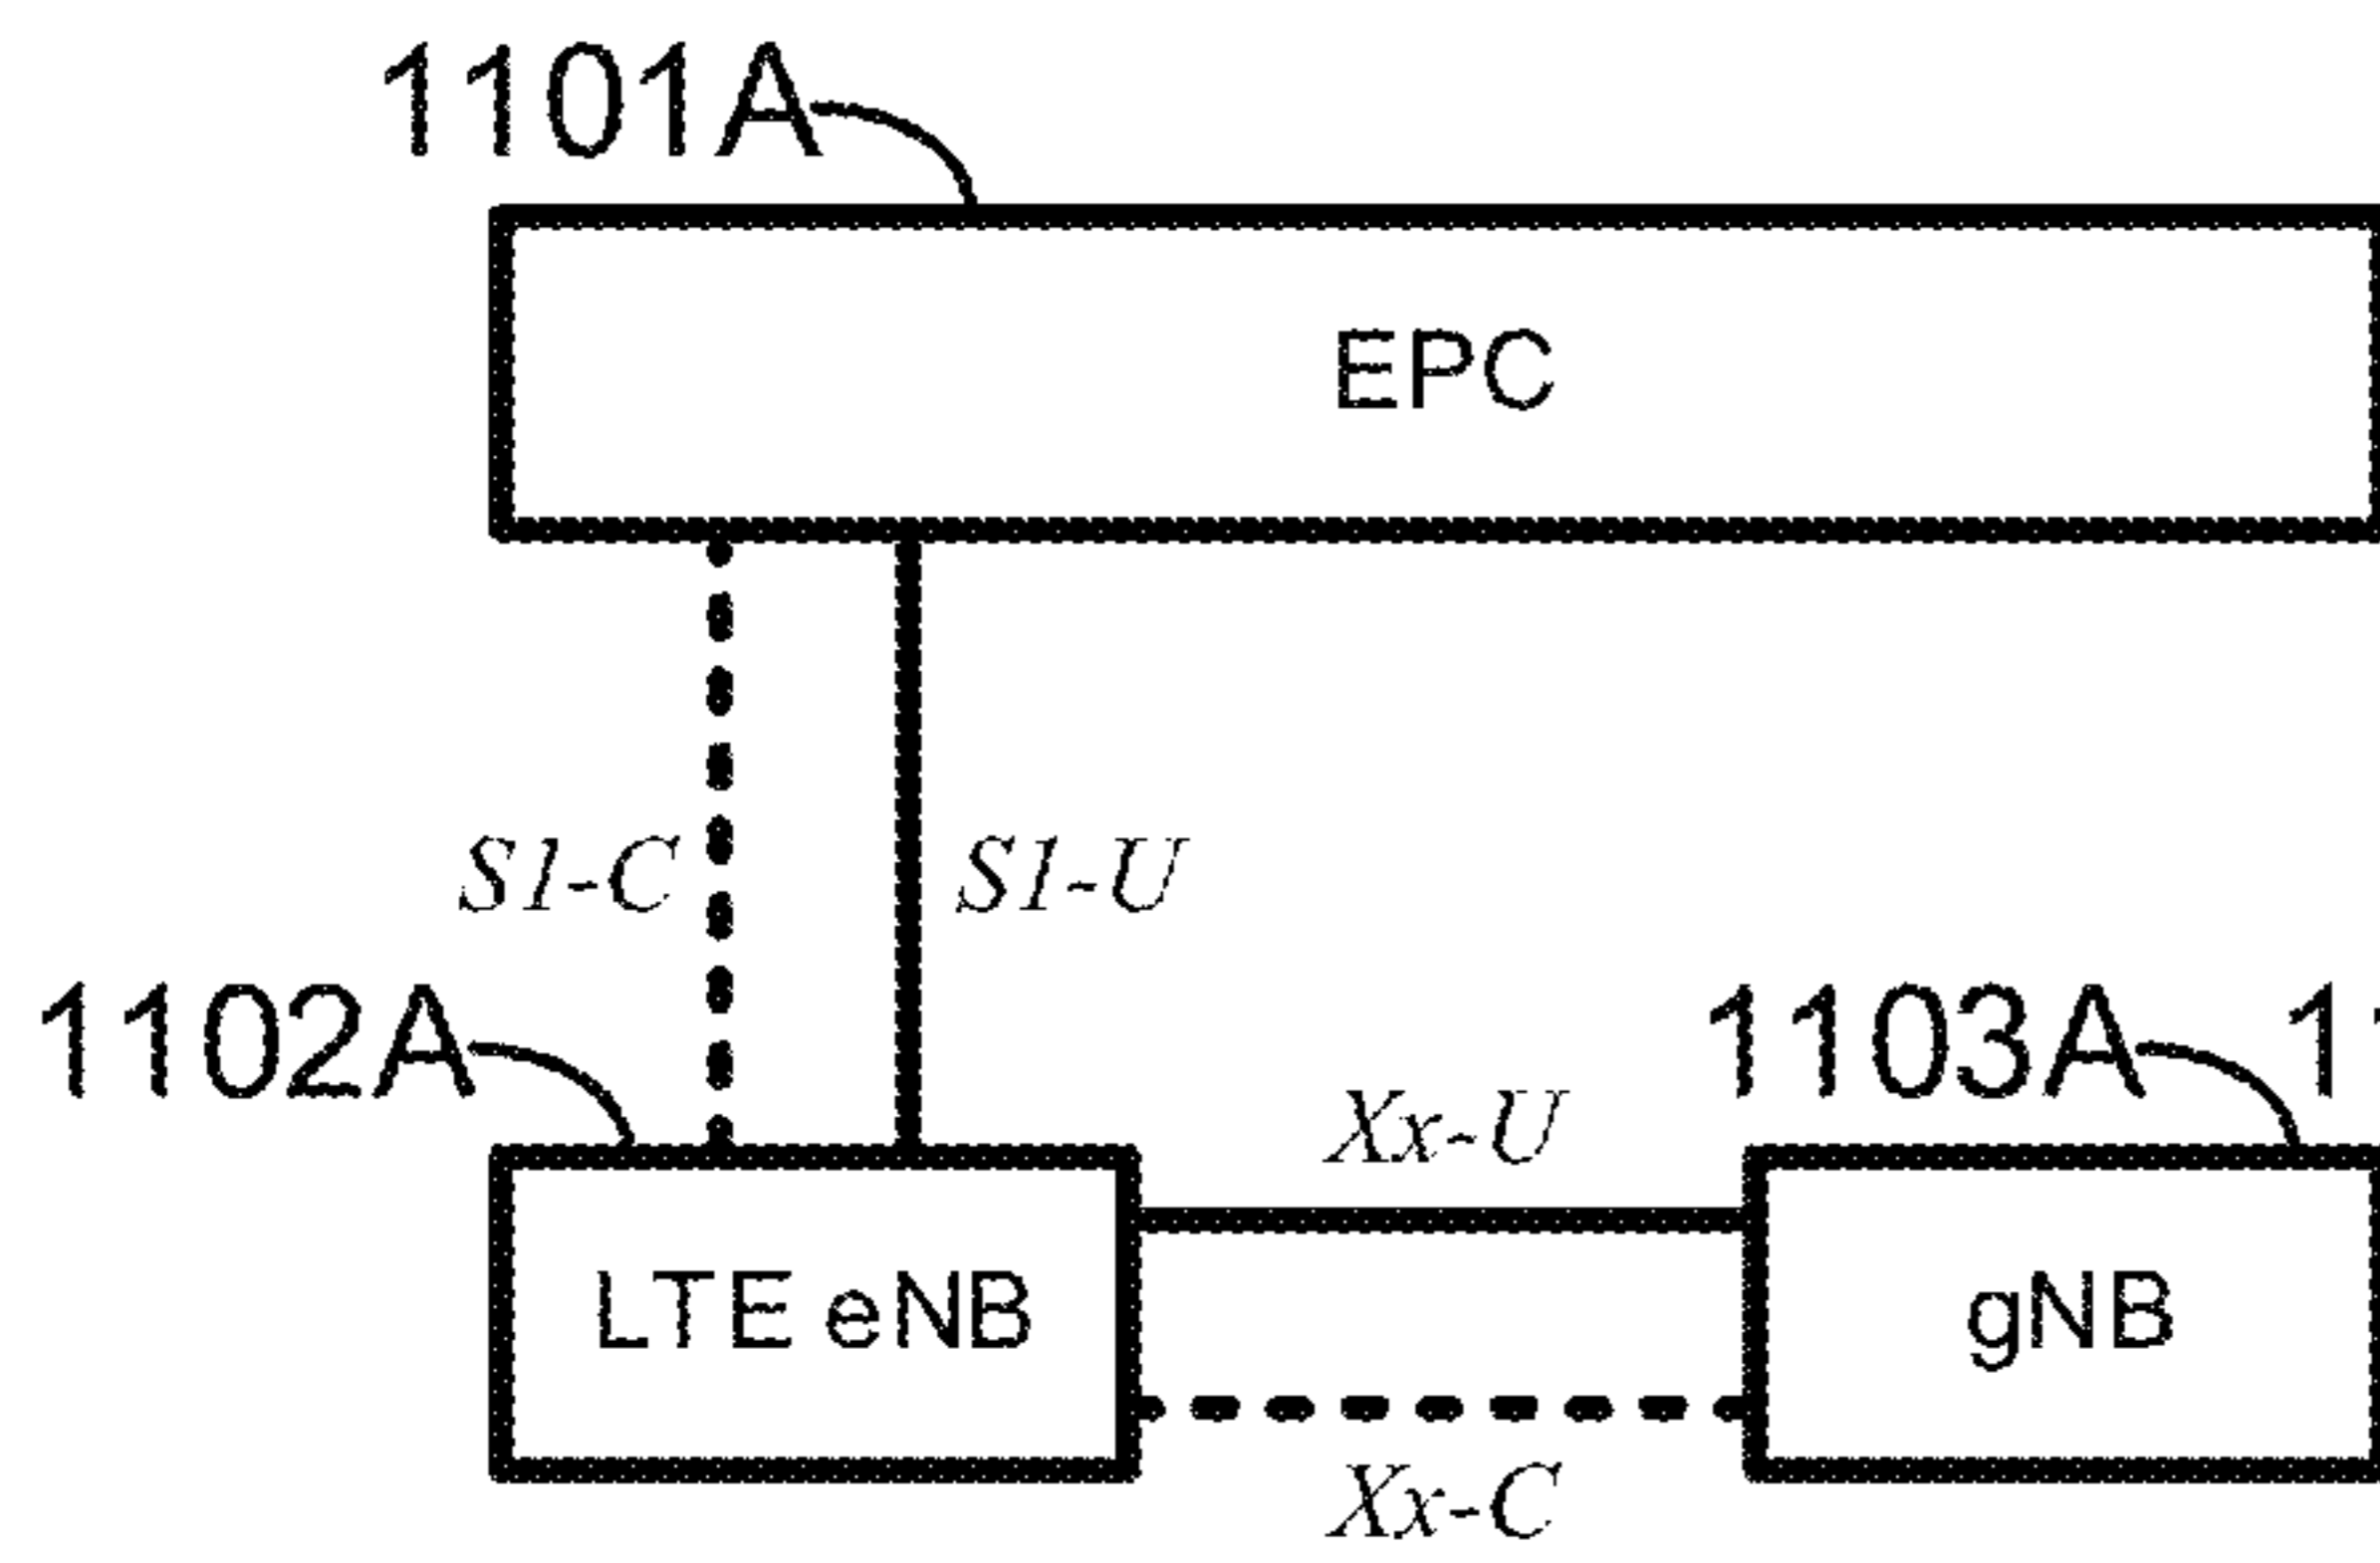 1101A
EPC
S1-C S1-U
1102A 1103A
Xx-U
LTE eNB gNB
Xx-C